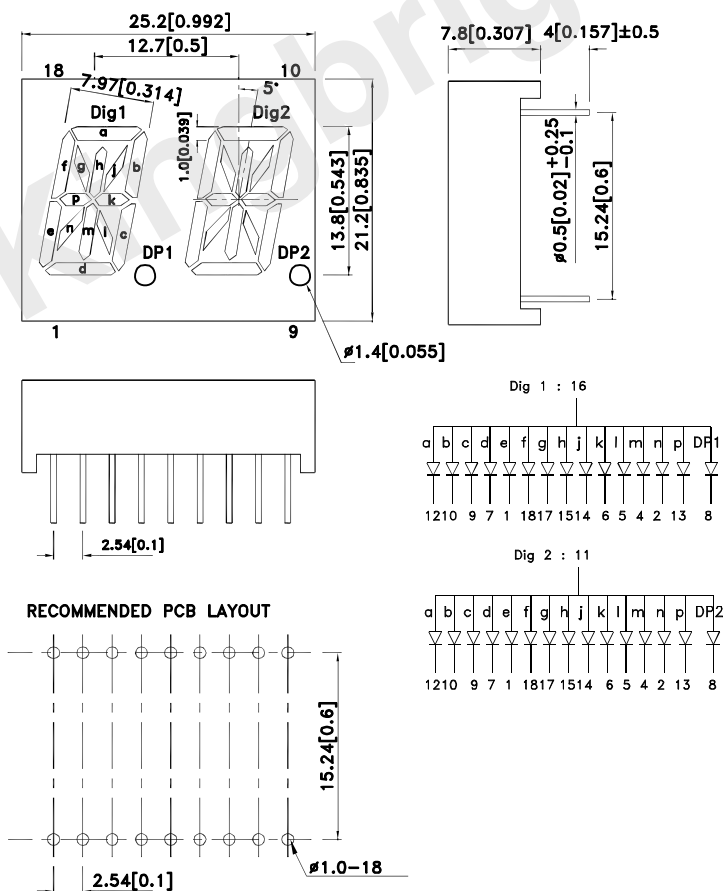 25.2[0.992]
12.7[0.5]
18
10
7.97[0.314]
5°
Dig1
Dig2
1.0[0.039]
a
f g h j b
p k
e n m l c
d
DP1
DP2
13.8[0.543]
21.2[0.835]
1
9
ø1.4[0.055]
7.8[0.307]
4[0.157]±0.5
ø0.5[0.02]+0.25 -0.1
15.24[0.6]
2.54[0.1]
Dig 1 : 16
a b c d e f g h j k l m n p DP1
12 10 9 7 1 18 17 15 14 6 5 4 2 13 8
Dig 2 : 11
a b c d e f g h j k l m n p DP2
12 10 9 7 1 18 17 15 14 6 5 4 2 13 8
RECOMMENDED PCB LAYOUT
15.24[0.6]
ø1.0-18
2.54[0.1]
Kingbrig